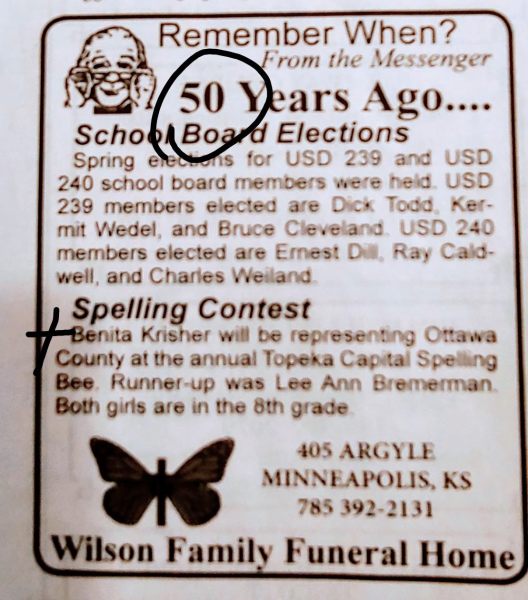 Remember When?
From the Messenger
50 Years Ago....
School Board Elections
Spring elections for USD 239 and USD
240 school board members were held. USD
239 members elected are Dick Todd, Ker-
mit Wedel, and Bruce Cleveland. USD 240
members elected are Ernest Dill, Ray Cald-
well, and Charles Weiland.
Spelling Contest
Benita Krisher will be representing Ottawa
County at the annual Topeka Capital Spelling
Bee. Runner-up was Lee Ann Bremerman.
Both girls are in the 8th grade.
405 ARGYLE
MINNEAPOLIS, KS
785 392-2131
Wilson Family Funeral Home